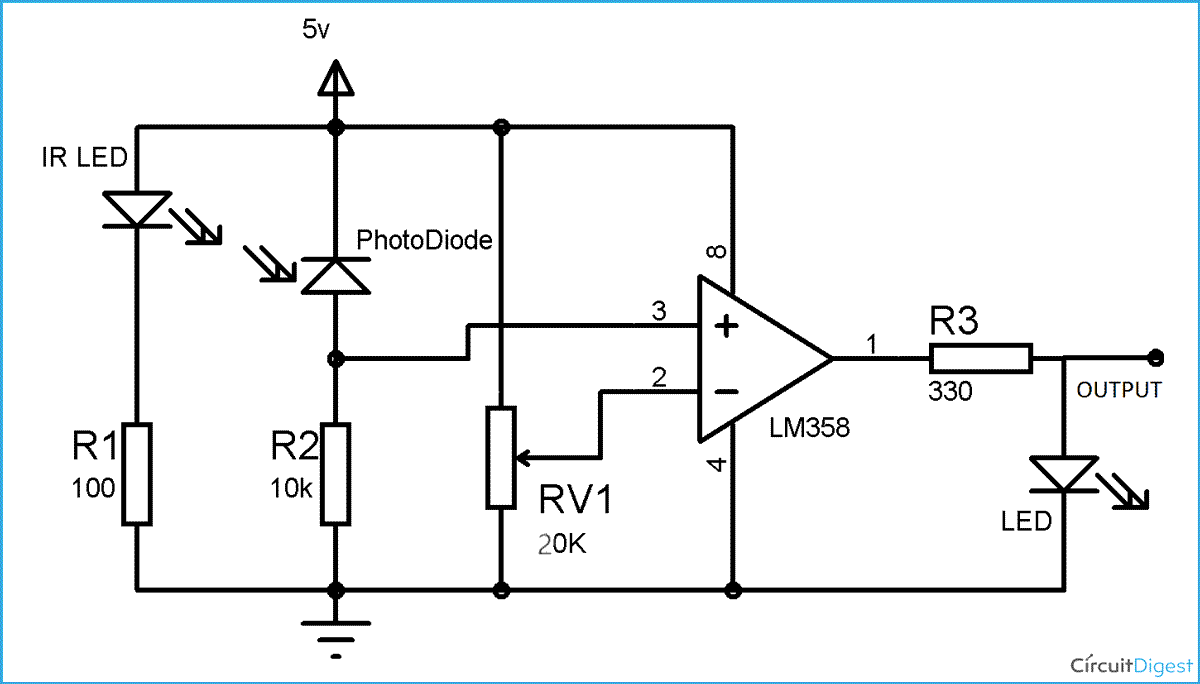 5v
IR LED
PhotoDiode
8
3
+
2
−
1
4
LM358
R3
330
OUTPUT
R1
100
R2
10k
RV1
20K
LED
CírcuitDigest